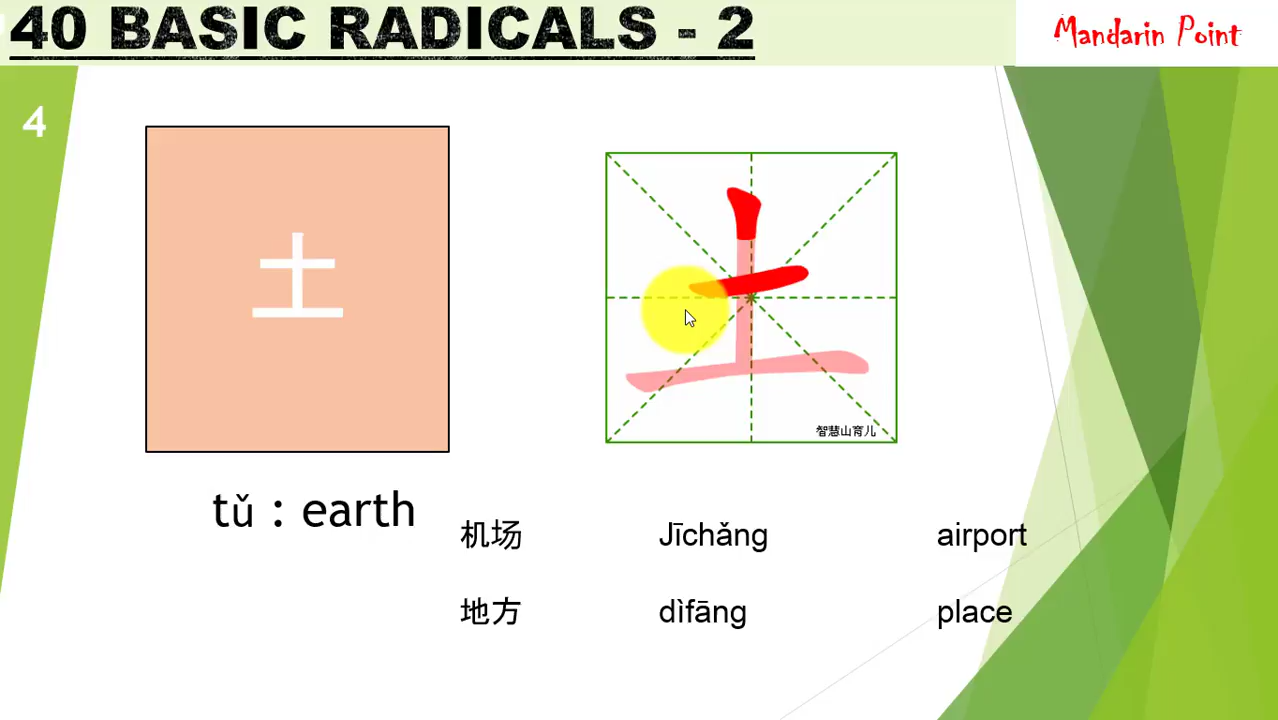 40 BASIC RADICALS - 2
Mandarin Point
4
土
土
智慧山育儿
tǔ : earth
机场 Jīchǎng airport
地方 dìfāng place